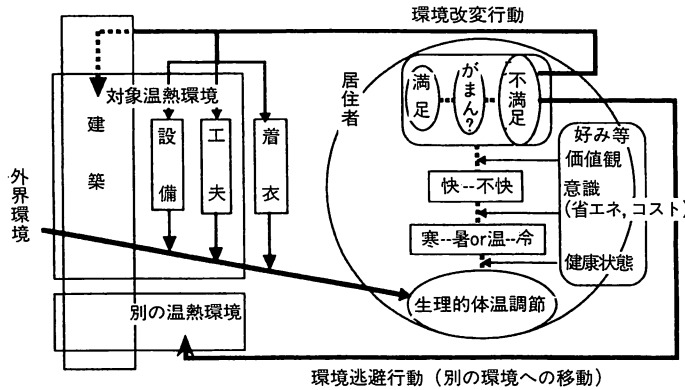 環境改変行動
対象温熱環境
建築
設備
工夫
着衣
外界環境
別の温熱環境
居住者
満足
がまん?
不満足
快--不快
寒--暑or温--冷
生理的体温調節
好み等
価値観
意識
(省エネ,コスト)
健康状態
環境逃避行動(別の環境への移動)